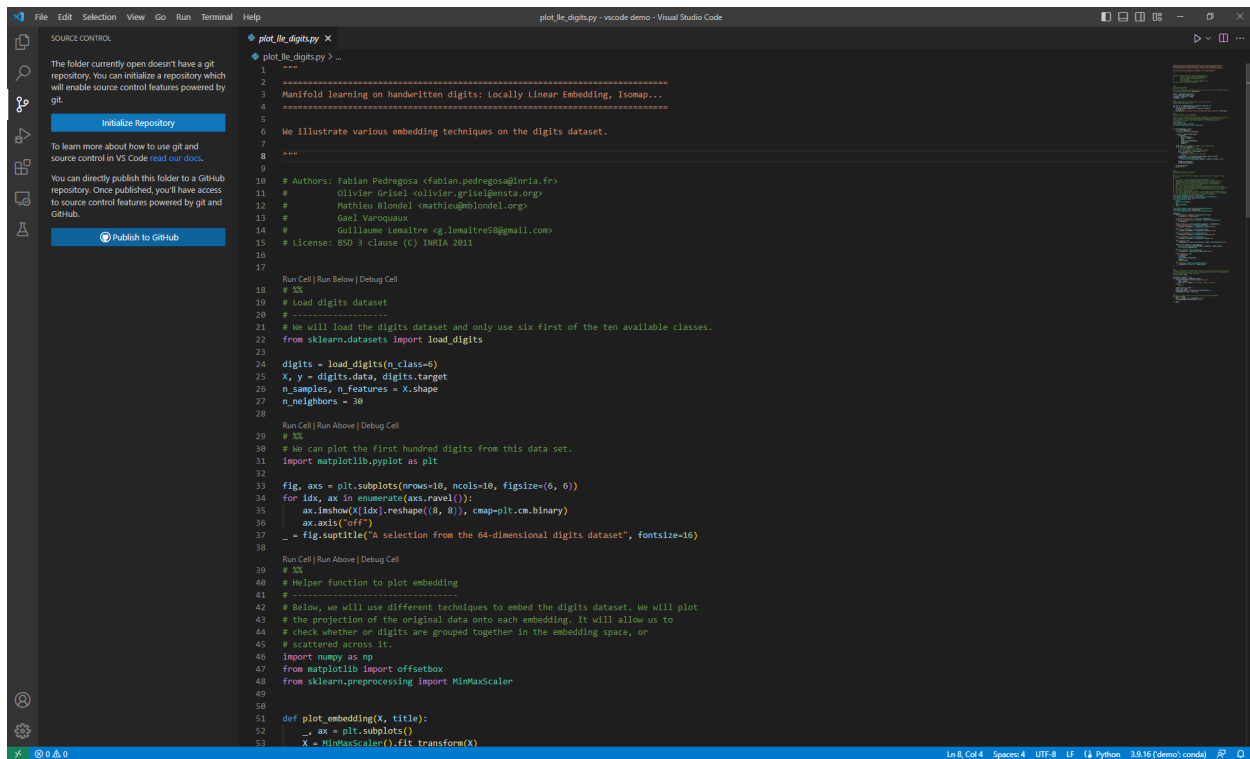 File Edit Selection View Go Run Terminal Help
plot_lle_digits.py - vscode demo - Visual Studio Code
SOURCE CONTROL
The folder currently open doesn't have a git
repository. You can initialize a repository which
will enable source control features powered by
git.
Initialize Repository
To learn more about how to use git and
source control in VS Code read our docs.
You can directly publish this folder to a GitHub
repository. Once published, you'll have access
to source control features powered by git and
GitHub.
Publish to GitHub
plot_lle_digits.py
plot_lle_digits.py > ...
1 """
2 =============================================================================
3 Manifold learning on handwritten digits: Locally Linear Embedding, Isomap...
4 =============================================================================
5
6 We illustrate various embedding techniques on the digits dataset.
7
8 """
9
10 # Authors: Fabian Pedregosa <fabian.pedregosa@inria.fr>
11 #          Olivier Grisel <olivier.grisel@ensta.org>
12 #          Mathieu Blondel <mathieu@mblondel.org>
13 #          Gael Varoquaux
14 #          Guillaume Lemaitre <g.lemaitre58@gmail.com>
15 # License: BSD 3 clause (C) INRIA 2011
16
17
Run Cell | Run Below | Debug Cell
18 # %%
19 # Load digits dataset
20 # -------------------
21 # We will load the digits dataset and only use six first of the ten available classes.
22 from sklearn.datasets import load_digits
23
24 digits = load_digits(n_class=6)
25 X, y = digits.data, digits.target
26 n_samples, n_features = X.shape
27 n_neighbors = 30
28
Run Cell | Run Above | Debug Cell
29 # %%
30 # We can plot the first hundred digits from this data set.
31 import matplotlib.pyplot as plt
32
33 fig, axs = plt.subplots(nrows=10, ncols=10, figsize=(6, 6))
34 for idx, ax in enumerate(axs.ravel()):
35     ax.imshow(X[idx].reshape((8, 8)), cmap=plt.cm.binary)
36     ax.axis("off")
37 _ = fig.suptitle("A selection from the 64-dimensional digits dataset", fontsize=16)
38
Run Cell | Run Above | Debug Cell
39 # %%
40 # Helper function to plot embedding
41 # ---------------------------------
42 # Below, we will use different techniques to embed the digits dataset. We will plot
43 # the projection of the original data onto each embedding. It will allow us to
44 # check whether or digits are grouped together in the embedding space, or
45 # scattered across it.
46 import numpy as np
47 from matplotlib import offsetbox
48 from sklearn.preprocessing import MinMaxScaler
49
50
51 def plot_embedding(X, title):
52     _, ax = plt.subplots()
53     X = MinMaxScaler().fit_transform(X)
0 0
Ln 8, Col 4 Spaces: 4 UTF-8 LF Python 3.9.16 ('demo': conda)